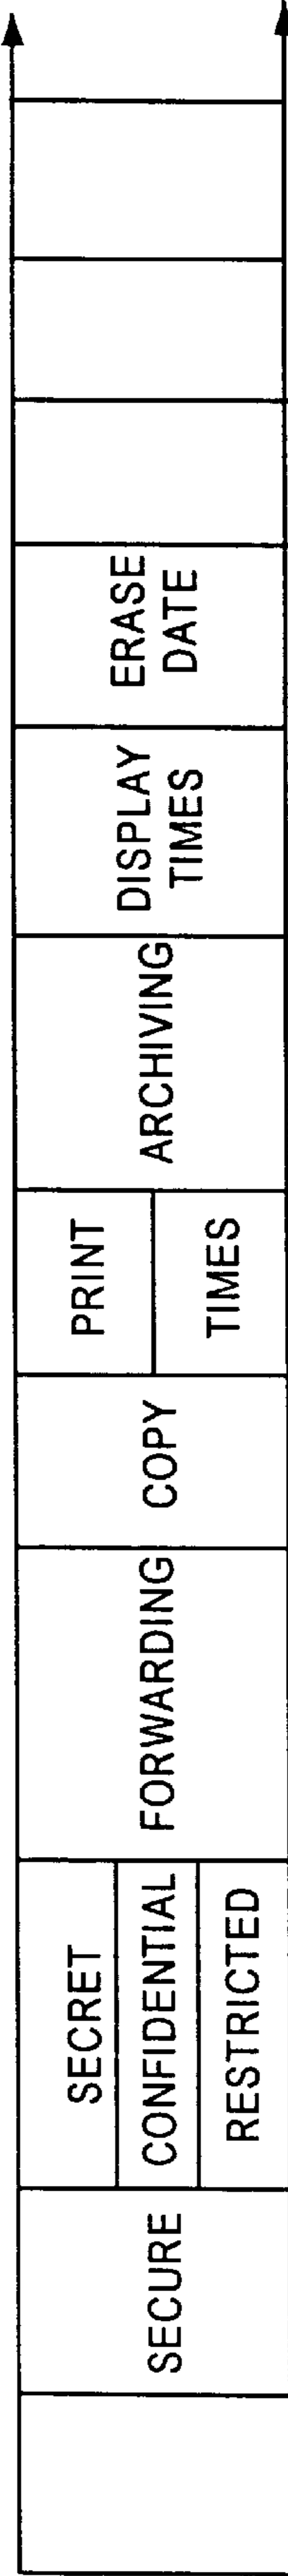 SECURE
SECRET
CONFIDENTIAL
RESTRICTED
FORWARDING
COPY
PRINT
TIMES
ARCHIVING
DISPLAY
TIMES
ERASE
DATE